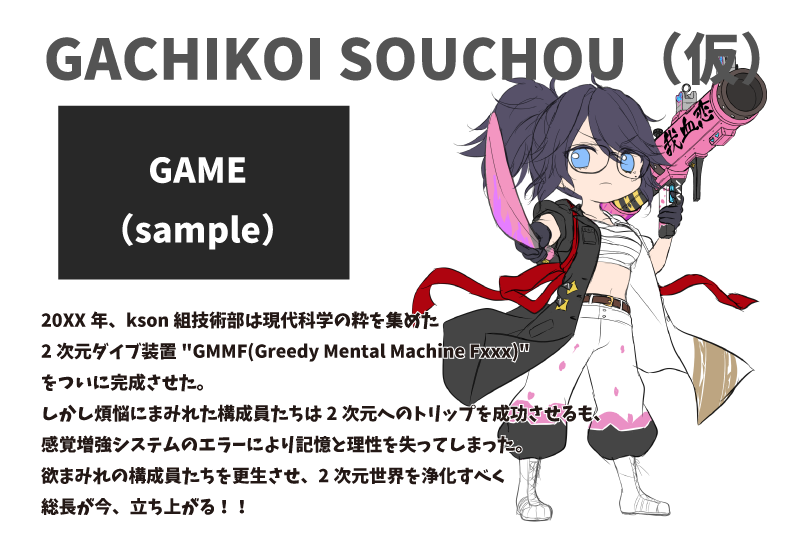 GACHIKOI SOUCHOU（仮）
我血恋
GAME
（sample）
20XX 年、kson 組技術部は現代科学の粋を集めた
2 次元ダイブ装置 "GMMF(Greedy Mental Machine Fxxx)"
をついに完成させた。
しかし煩悩にまみれた構成員たちは 2 次元へのトリップを成功させるも、
感覚増強システムのエラーにより記憶と理性を失ってしまった。
欲まみれの構成員たちを更生させ、2 次元世界を浄化すべく
総長が今、立ち上がる！！